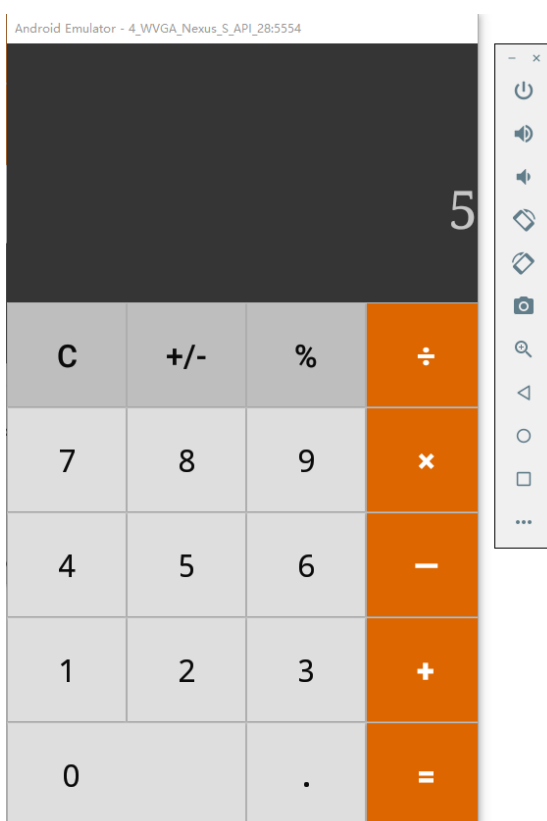 Android Emulator - 4_WVGA_Nexus_S_API_28:5554
5
C +/- % ÷
7 8 9 ×
4 5 6 −
1 2 3 +
0 . =